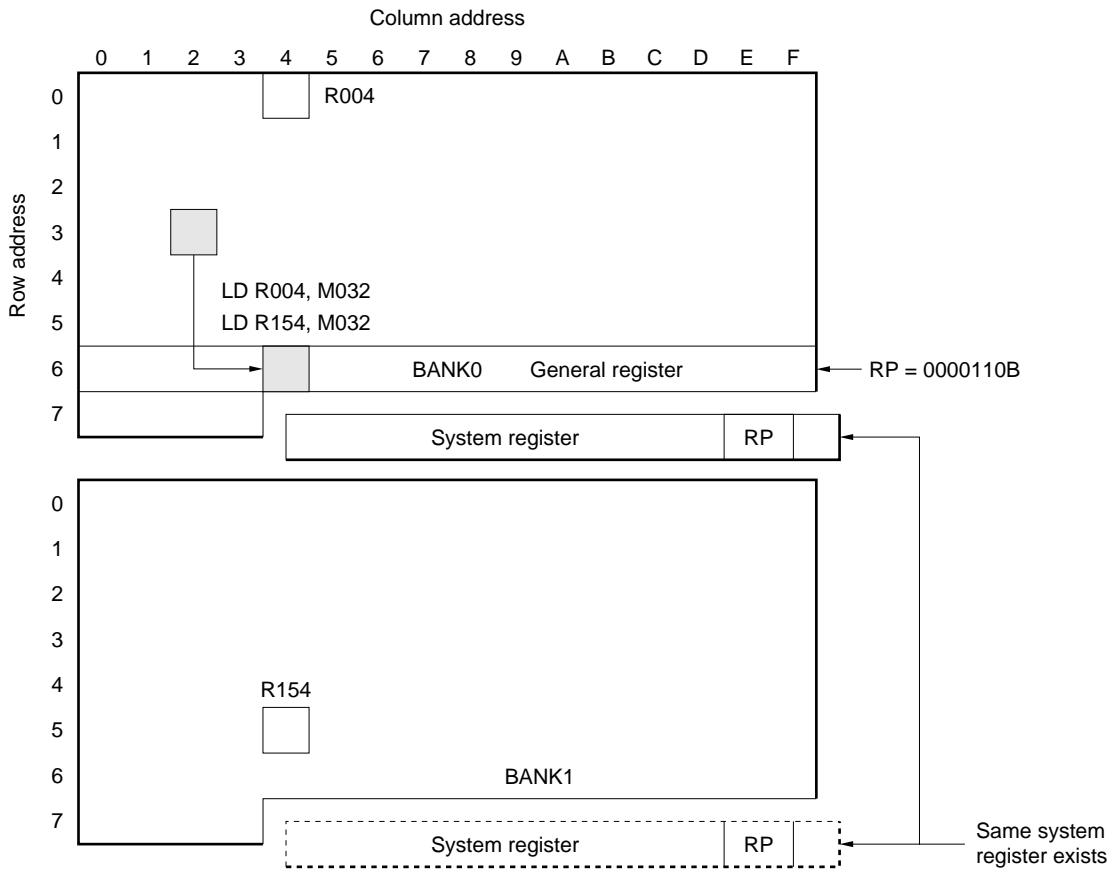 Column address
0 1 2 3 4 5 6 7 8 9 A B C D E F
Row address
0
R004
1
2
3
4
LD R004, M032
5
LD R154, M032
6
BANK0 General register
RP = 0000110B
7
System register RP
0
1
2
3
4
R154
5
6
BANK1
7
System register RP
Same system
register exists